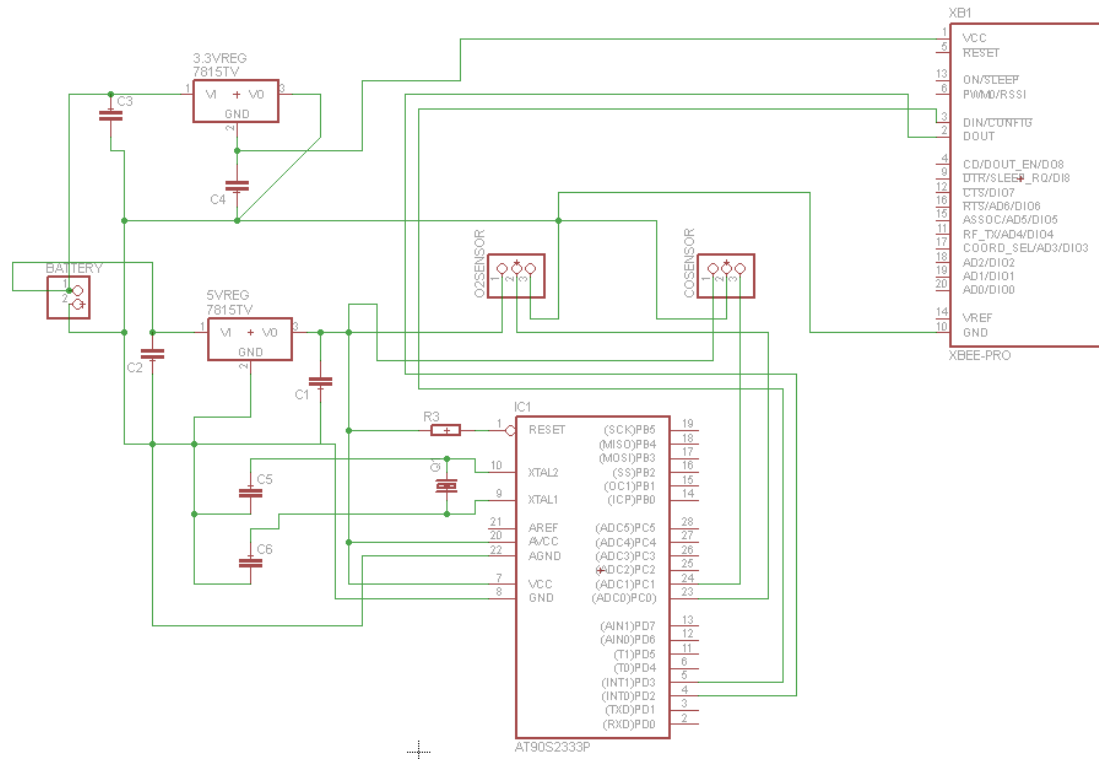 XB1
1 VCC
5 RESET
13 ON/SLEEP
6 PWM0/RSSI
3 DIN/CONFIG
2 DOUT
4 CD/DOUT_EN/DO8
9 DTR/SLEEP_RQ/DI8
12 CTS/DIO7
16 RTS/AD6/DIO6
15 ASSOC/AD5/DIO5
11 RF_TX/AD4/DIO4
17 COORD_SEL/AD3/DIO3
18 AD2/DIO2
19 AD1/DIO1
20 AD0/DIO0
14 VREF
10 GND
XBEE-PRO
3.3VREG
7815TV
1 VI VO 3
GND
2
C3
C4
BATTERY
1
2
5VREG
7815TV
1 VI VO 3
GND
2
C2
C1
O2SENSOR
1 2 3
COSENSOR
1 2 3
R3
Q1
C5
C6
IC1
1 RESET
10 XTAL2
9 XTAL1
21 AREF
20 AVCC
22 AGND
7 VCC
8 GND
(SCK)PB5 19
(MISO)PB4 18
(MOSI)PB3 17
(SS)PB2 16
(OC1)PB1 15
(ICP)PB0 14
(ADC5)PC5 28
(ADC4)PC4 27
(ADC3)PC3 26
(ADC2)PC2 25
(ADC1)PC1 24
(ADC0)PC0) 23
(AIN1)PD7 13
(AIN0)PD6 12
(T1)PD5 11
(T0)PD4 6
(INT1)PD3 5
(INT0)PD2 4
(TXD)PD1 3
(RXD)PD0 2
AT90S2333P